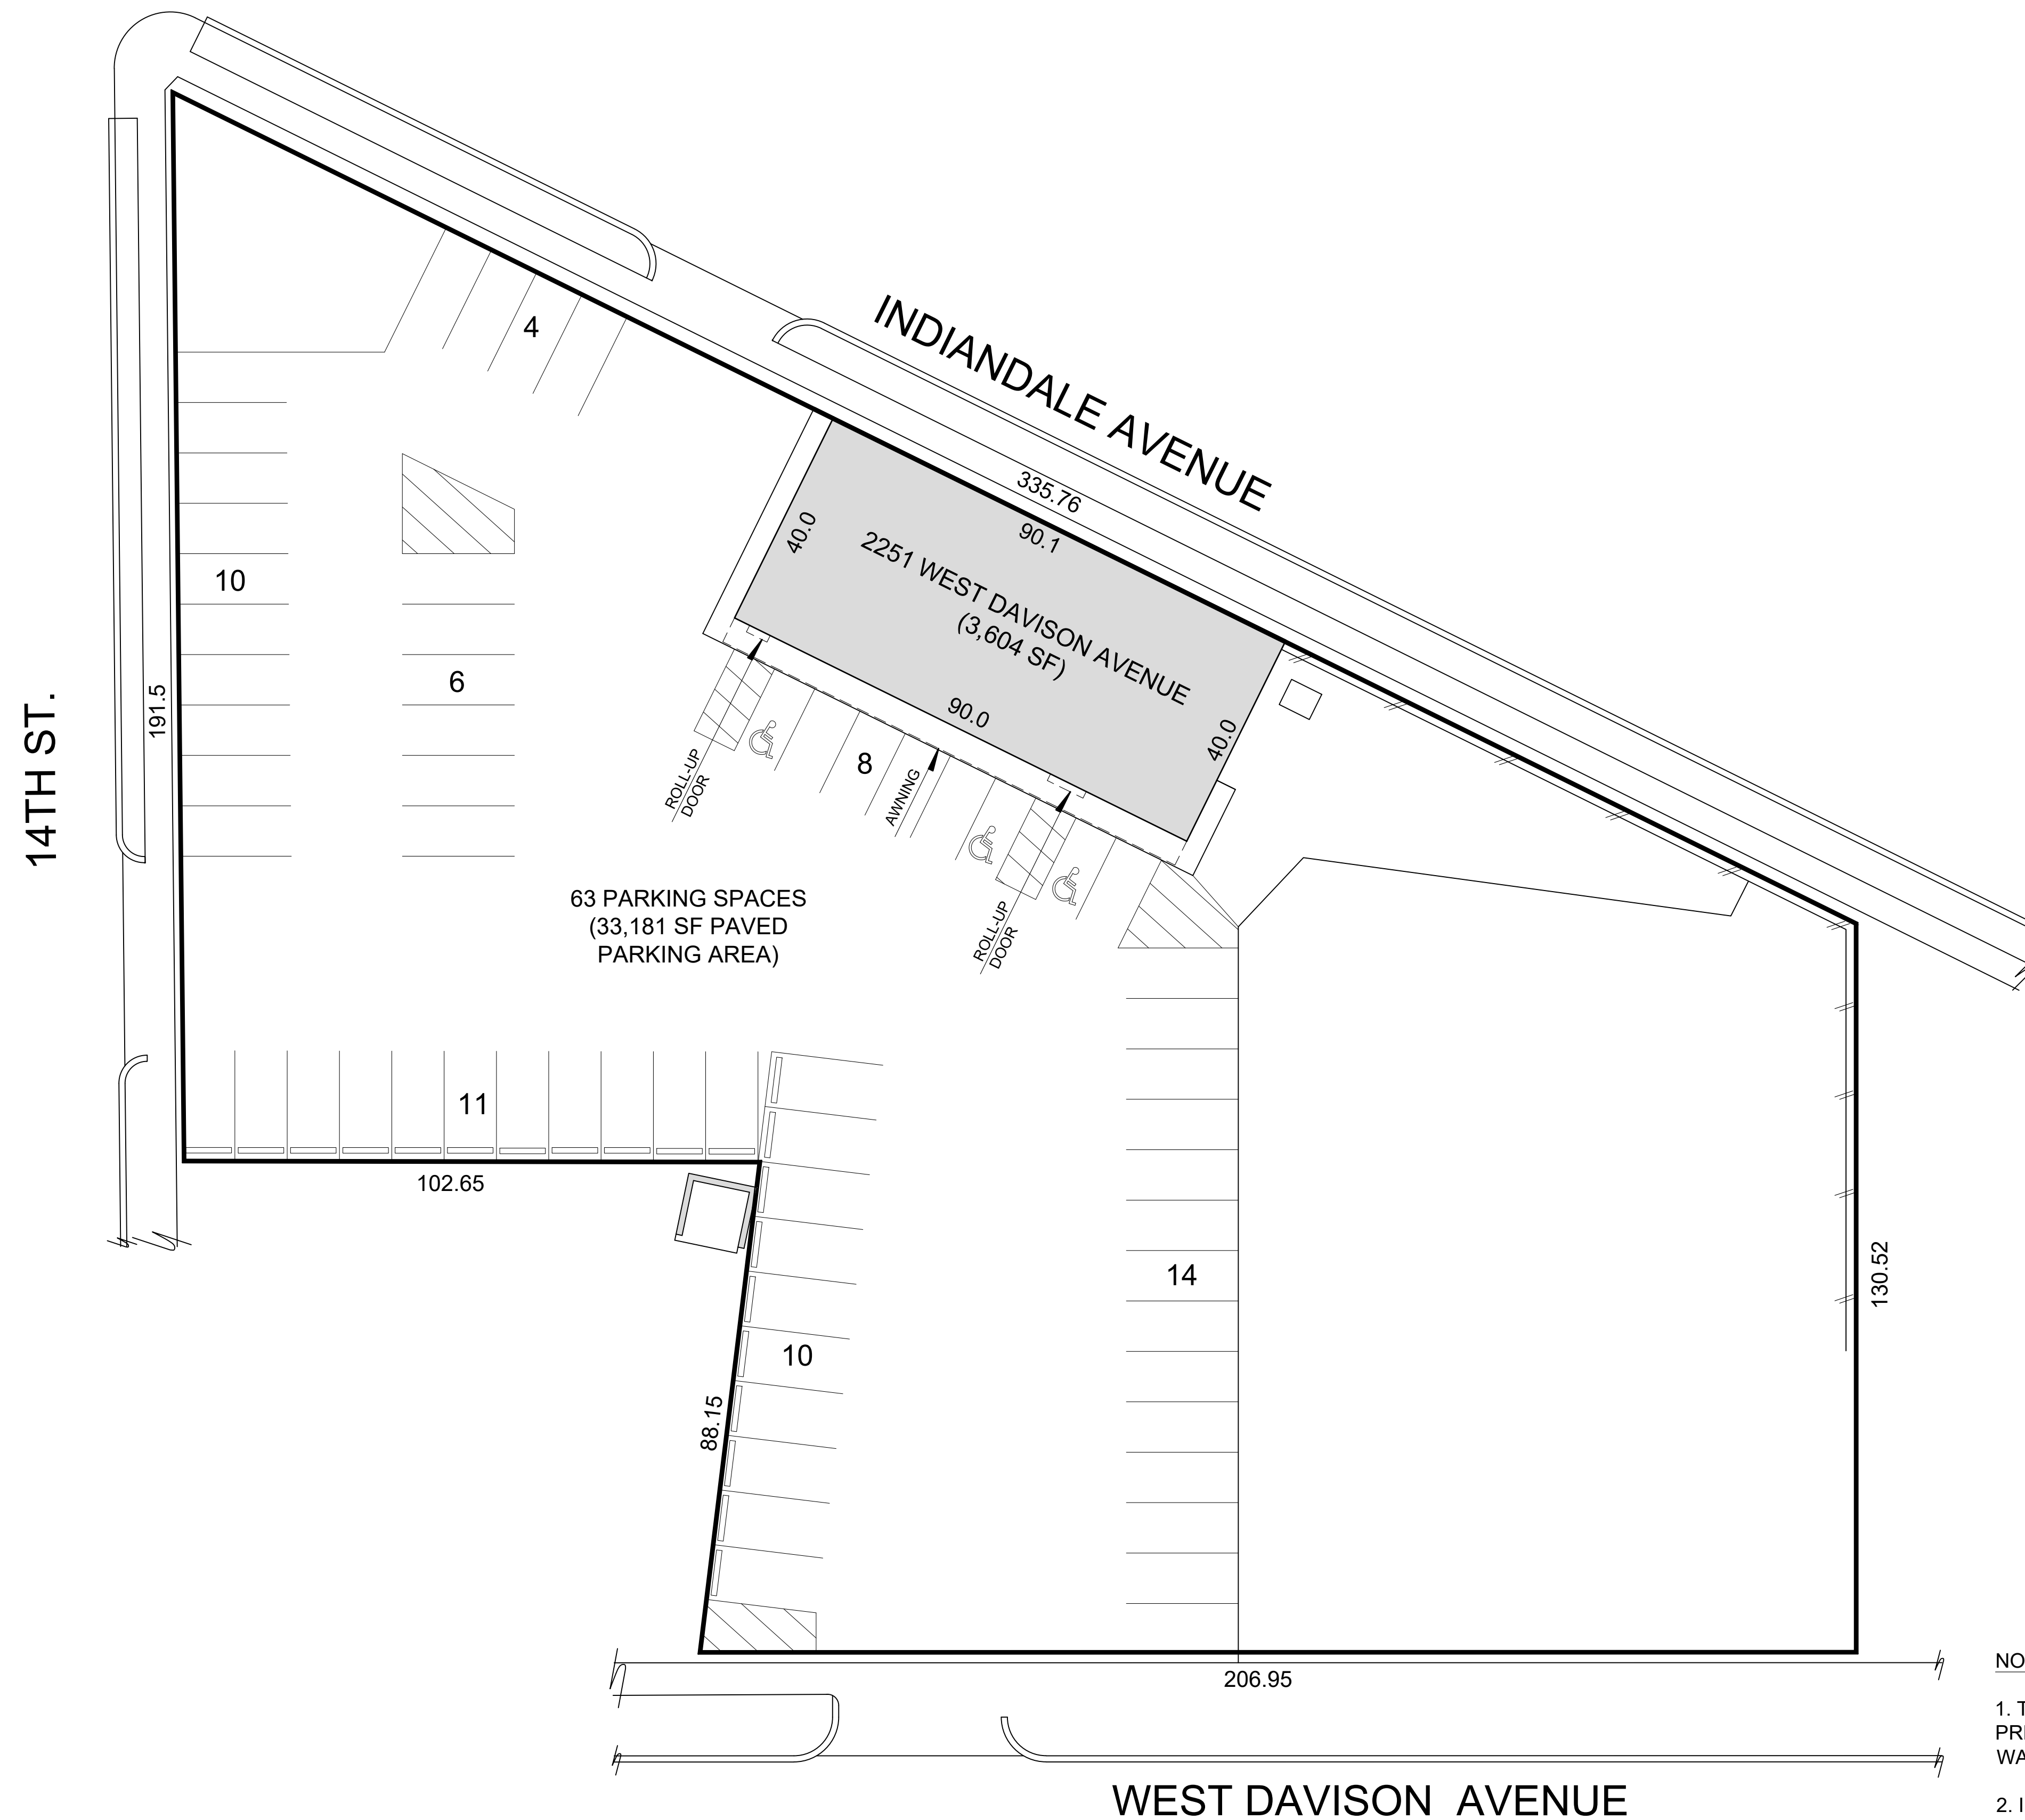 INDIANDALE AVENUE
4
335.76
90.1
40.0
2251 WEST DAVISON AVENUE
(3,604 SF)
10
6
191.5
14TH ST.
90.0
40.0
8
ROLL-UP
DOOR
AWNING
63 PARKING SPACES
(33,181 SF PAVED
PARKING AREA)
ROLL-UP
DOOR
11
102.65
14
130.52
10
88.15
206.95
WEST DAVISON AVENUE
NO
1. T
PR
WA
2. I